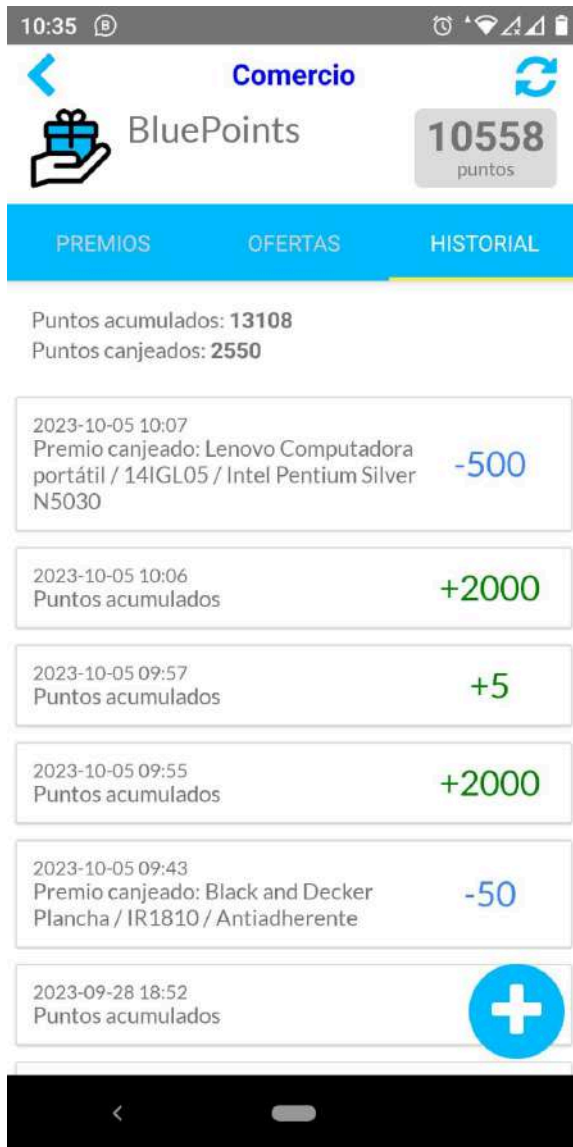 10:35 B
Comercio
BluePoints
10558
puntos
PREMIOS OFERTAS HISTORIAL
Puntos acumulados: 13108
Puntos canjeados: 2550
2023-10-05 10:07
Premio canjeado: Lenovo Computadora
portátil / 14IGL05 / Intel Pentium Silver
N5030
-500
2023-10-05 10:06
Puntos acumulados
+2000
2023-10-05 09:57
Puntos acumulados
+5
2023-10-05 09:55
Puntos acumulados
+2000
2023-10-05 09:43
Premio canjeado: Black and Decker
Plancha / IR1810 / Antiadherente
-50
2023-09-28 18:52
Puntos acumulados